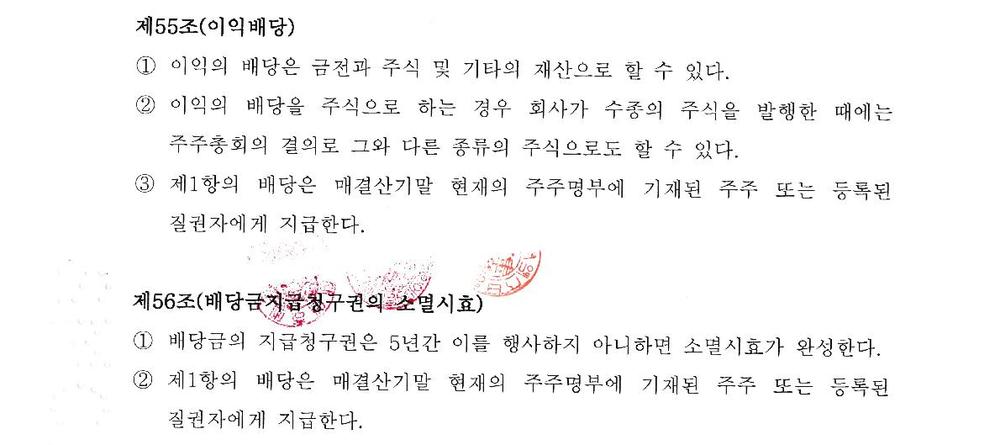 제55조(이익배당)
① 이익의 배당은 금전과 주식 및 기타의 재산으로 할 수 있다.
② 이익의 배당을 주식으로 하는 경우 회사가 수종의 주식을 발행한 때에는
주주총회의 결의로 그와 다른 종류의 주식으로도 할 수 있다.
③ 제1항의 배당은 매결산기말 현재의 주주명부에 기재된 주주 또는 등록된
질권자에게 지급한다.
제56조(배당금지급청구권의 소멸시효)
① 배당금의 지급청구권은 5년간 이를 행사하지 아니하면 소멸시효가 완성한다.
② 제1항의 배당은 매결산기말 현재의 주주명부에 기재된 주주 또는 등록된
질권자에게 지급한다.